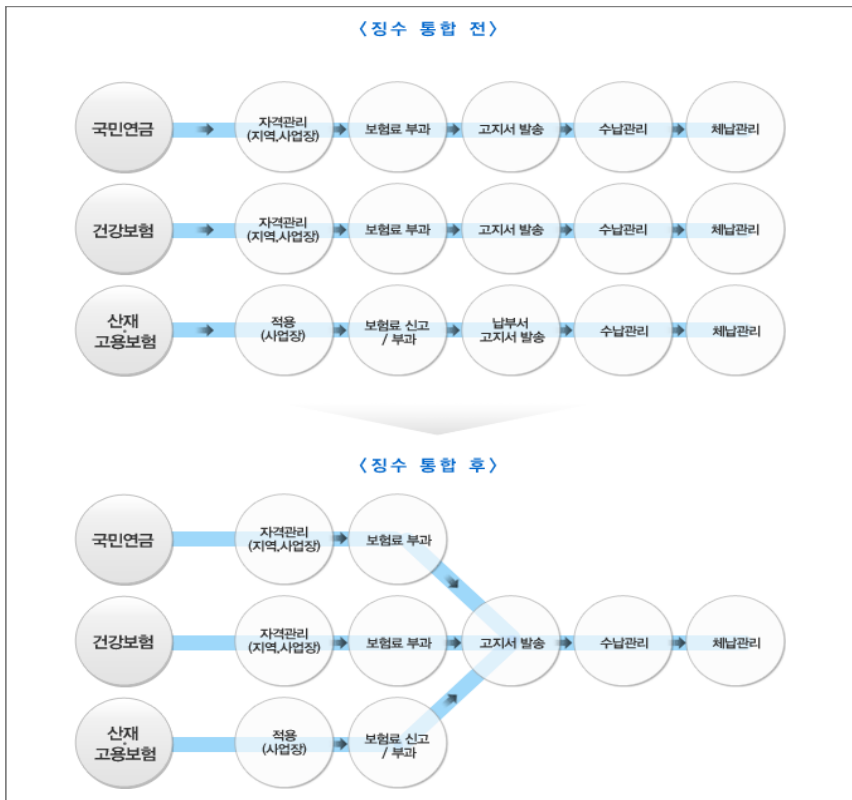 <징수 통합 전>
국민연금
자격관리
(지역,사업장)
보험료 부과
고지서 발송
수납관리
체납관리
건강보험
자격관리
(지역,사업장)
보험료 부과
고지서 발송
수납관리
체납관리
산재
·
고용보험
적용
(사업장)
보험료 신고
/ 부과
납부서
고지서 발송
수납관리
체납관리
<징수 통합 후>
국민연금
자격관리
(지역,사업장)
보험료 부과
건강보험
자격관리
(지역,사업장)
보험료 부과
고지서 발송
수납관리
체납관리
산재
·
고용보험
적용
(사업장)
보험료 신고
/ 부과